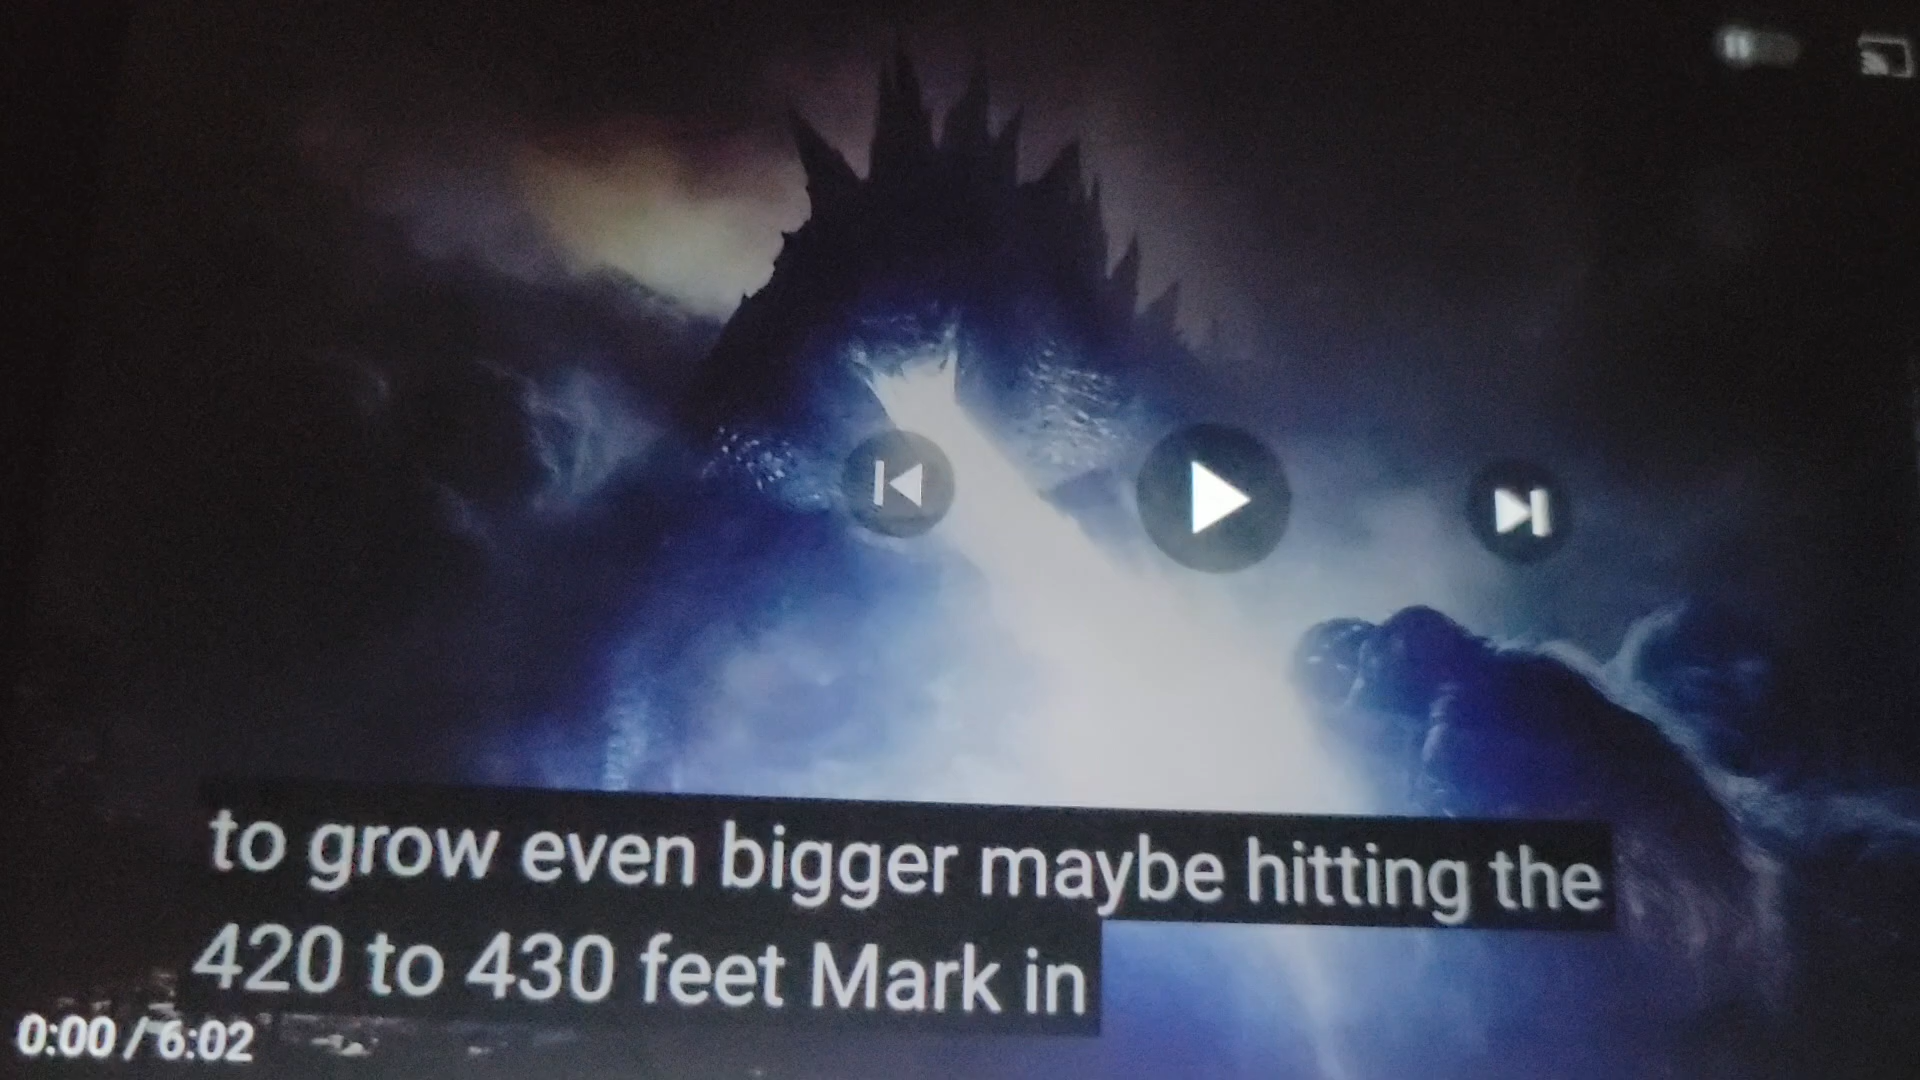 to grow even bigger maybe hitting the
420 to 430 feet Mark in
0:00 / 6:02